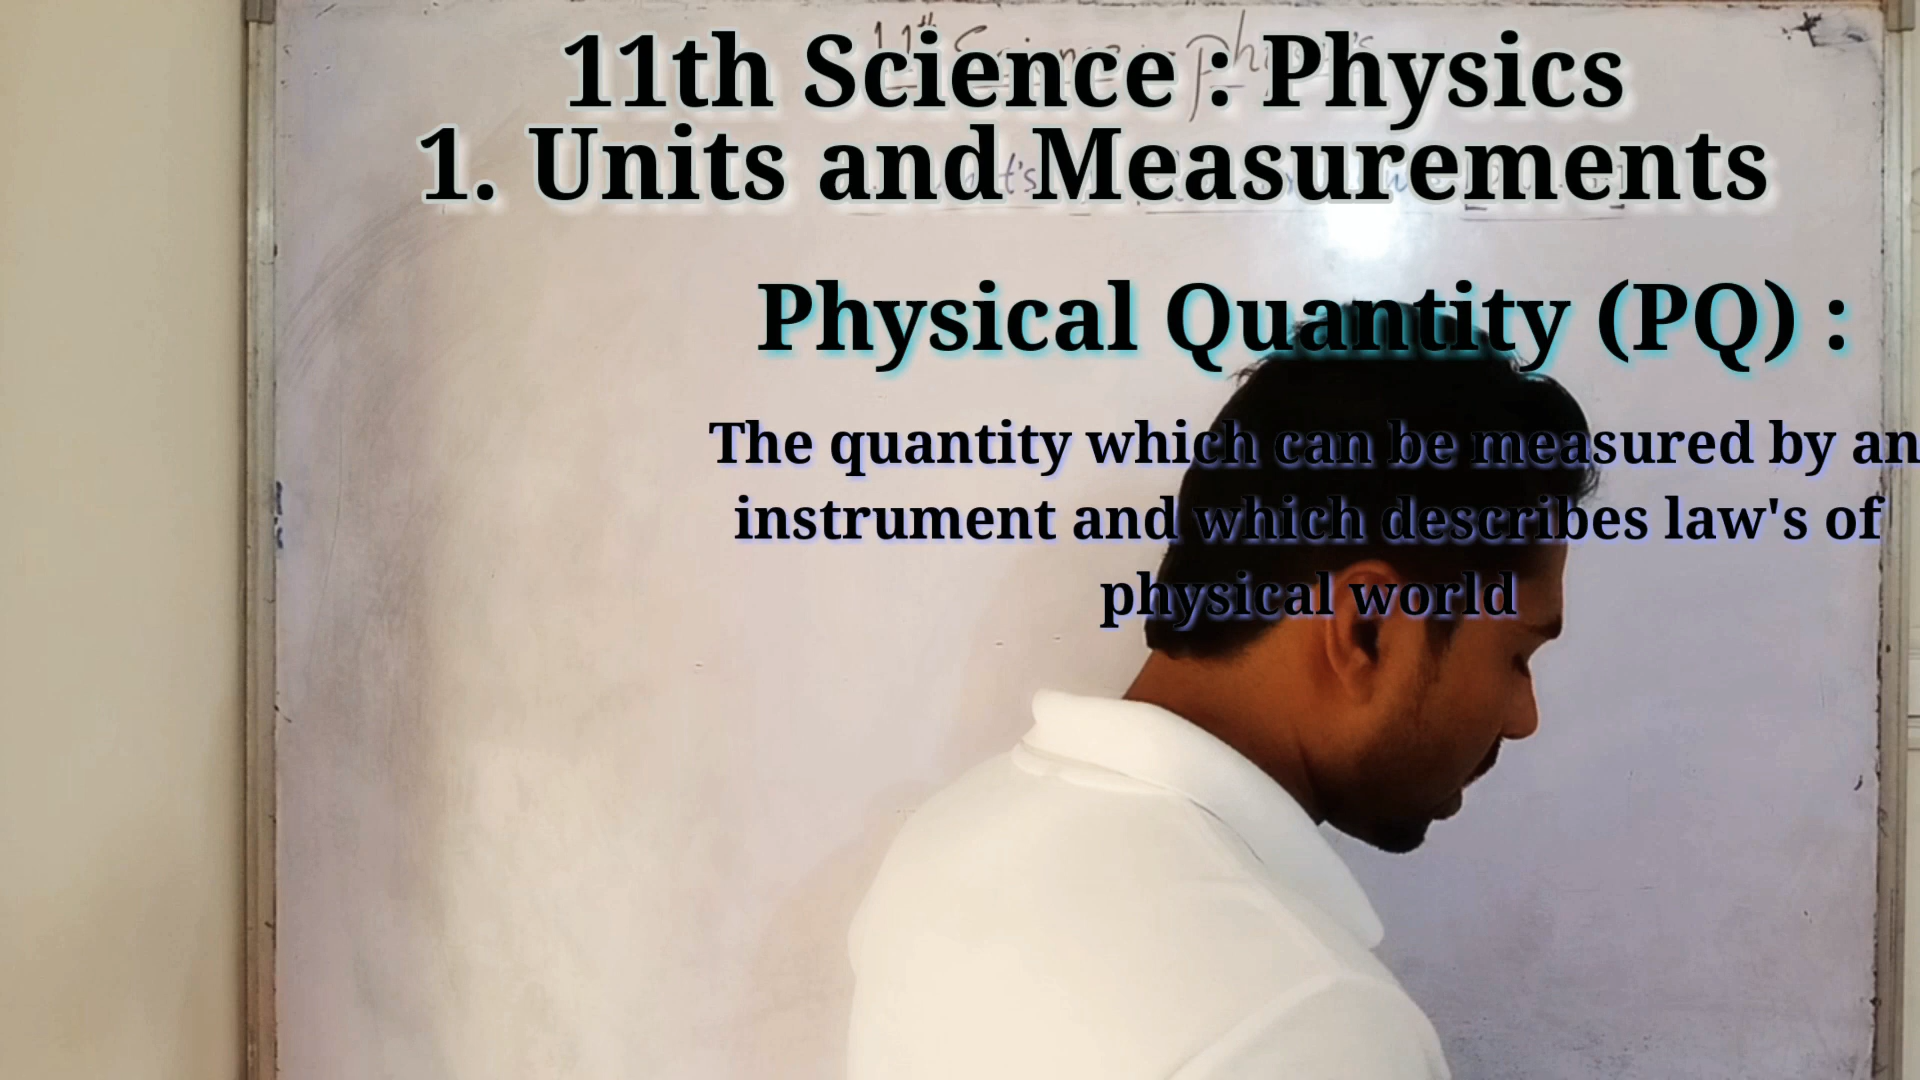 11th Science : Physics
1. Units and Measurements
Physical Quantity (PQ) :
The quantity which can be measured by an
instrument and which describes law's of
physical world